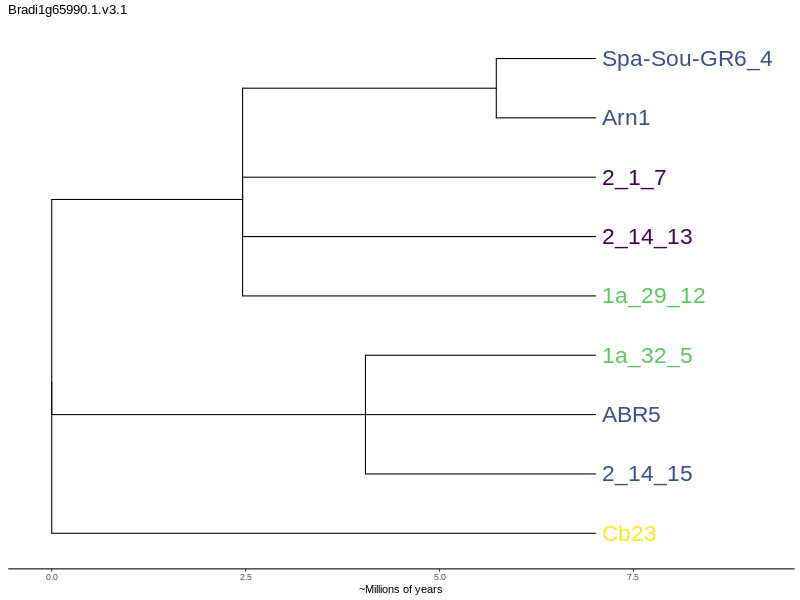 Bradi1g65990.1.v3.1
Spa-Sou-GR6_4
Arn1
2_1_7
2_14_13
1a_29_12
1a_32_5
ABR5
2_14_15
Cb23
0.0 2.5 5.0 7.5
~Millions of years